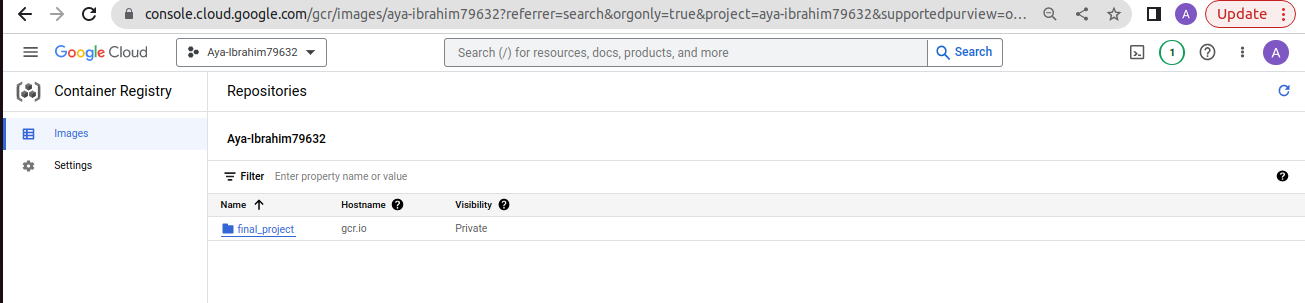 console.cloud.google.com/gcr/images/aya-ibrahim79632?referrer=search&orgonly=true&project=aya-ibrahim79632&supportedpurview=o... A Update
Google Cloud Aya-Ibrahim79632 Search (/) for resources, docs, products, and more Search 1 A
Container Registry Repositories
Images Aya-Ibrahim79632
Settings
Filter Enter property name or value
Name Hostname Visibility
final_project gcr.io Private